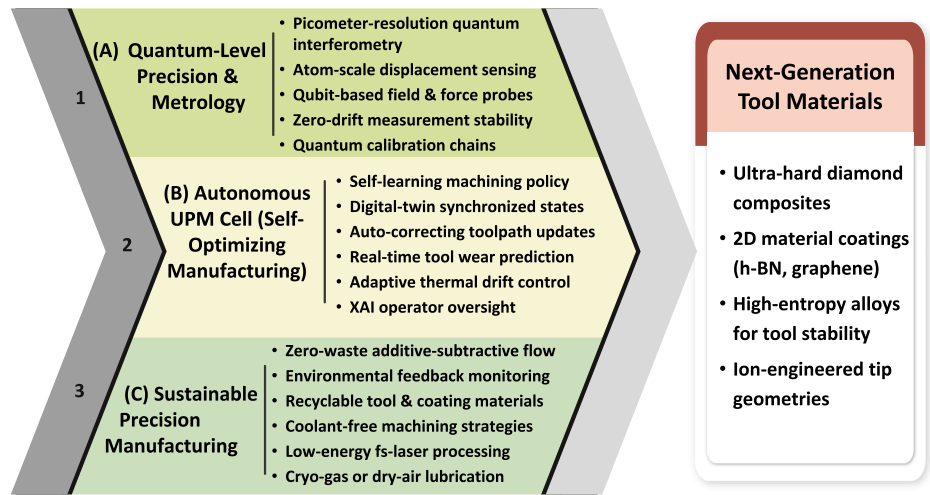 1
(A) Quantum-Level
Precision &
Metrology
• Picometer-resolution quantum
interferometry
• Atom-scale displacement sensing
• Qubit-based field & force probes
• Zero-drift measurement stability
• Quantum calibration chains
2
(B) Autonomous
UPM Cell (Self-
Optimizing
Manufacturing)
• Self-learning machining policy
• Digital-twin synchronized states
• Auto-correcting toolpath updates
• Real-time tool wear prediction
• Adaptive thermal drift control
• XAI operator oversight
3
(C) Sustainable
Precision
Manufacturing
• Zero-waste additive-subtractive flow
• Environmental feedback monitoring
• Recyclable tool & coating materials
• Coolant-free machining strategies
• Low-energy fs-laser processing
• Cryo-gas or dry-air lubrication
Next-Generation
Tool Materials
• Ultra-hard diamond
composites
• 2D material coatings
(h-BN, graphene)
• High-entropy alloys
for tool stability
• Ion-engineered tip
geometries